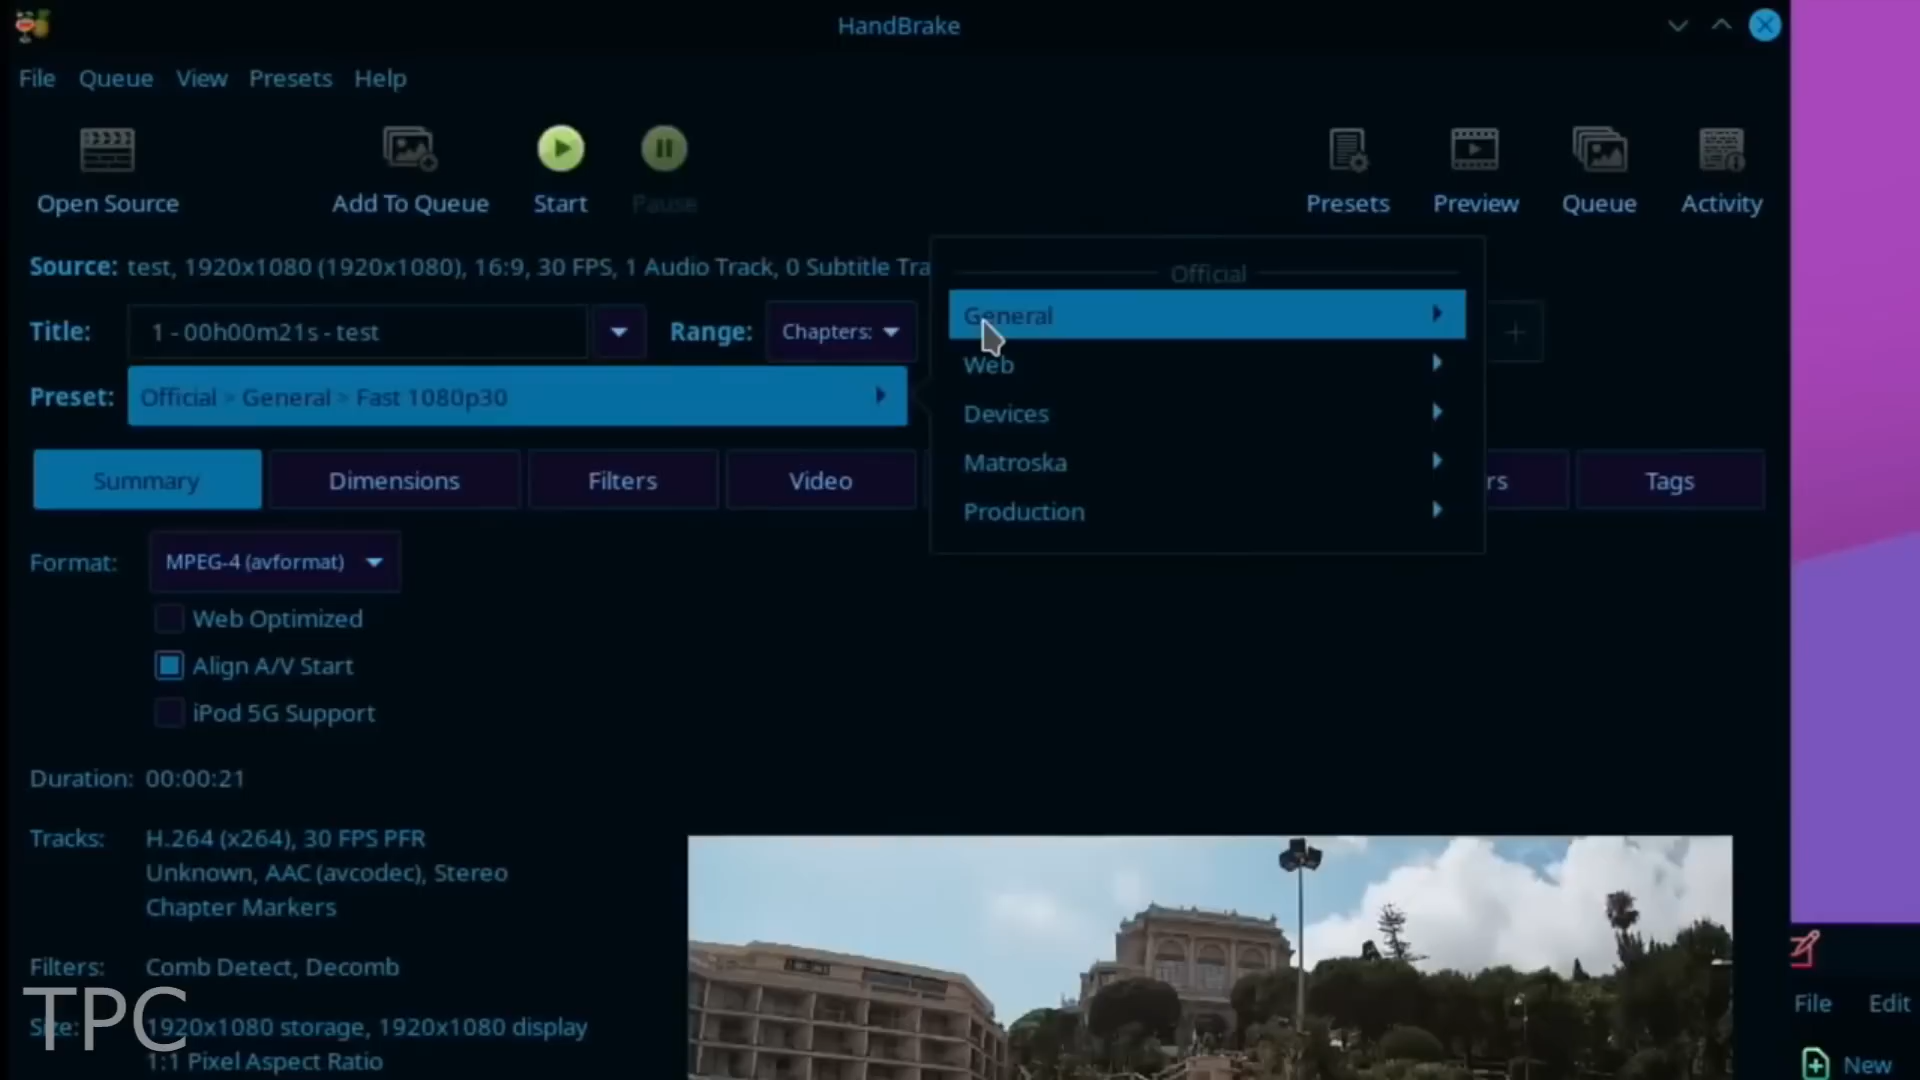 HandBrake
File Queue View Presets Help
Open Source Add To Queue Start Pause Presets Preview Queue Activity
Source: test, 1920x1080 (1920x1080), 16:9, 30 FPS, 1 Audio Track, 0 Subtitle Tra
Official
Title: 1 - 00h00m21s - test Range: Chapters:
General
Web
Preset: Official > General > Fast 1080p30
Devices
Matroska
Production
Summary Dimensions Filters Video rs Tags
Format: MPEG-4 (avformat)
Web Optimized
Align A/V Start
iPod 5G Support
Duration: 00:00:21
Tracks: H.264 (x264), 30 FPS PFR
Unknown, AAC (avcodec), Stereo
Chapter Markers
Filters: Comb Detect, Decomb
Size: 1920x1080 storage, 1920x1080 display
1:1 Pixel Aspect Ratio
TPC
File Edit
New